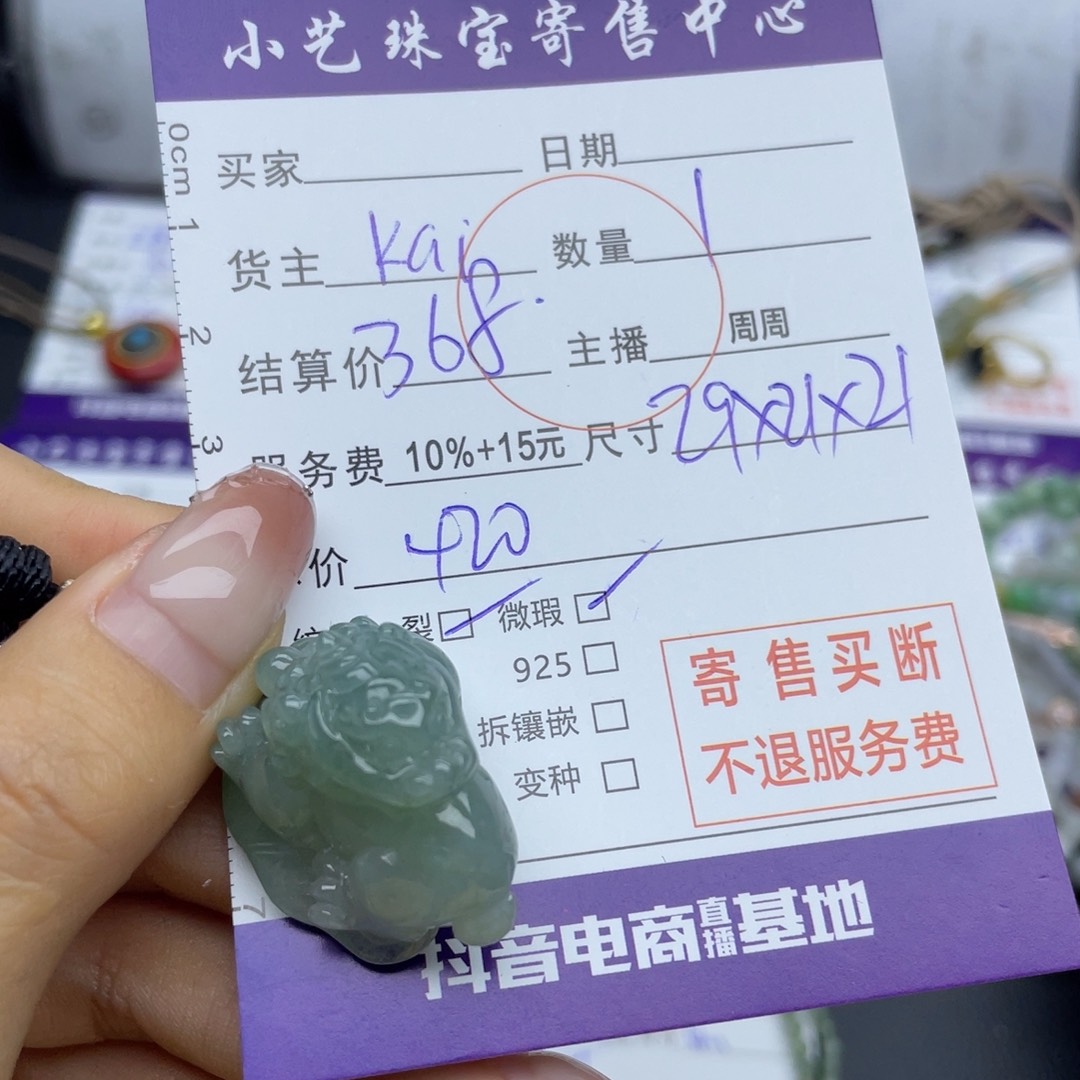 小艺珠宝寄售中心
0cm 1 2 3 7
买家 日期
货主 kai 数量 1
结算价 368. 主播 周周
服务费 10%+15元 尺寸 29x21x21
价 420
裂 微瑕
925
拆镶嵌
变种
寄售买断
不退服务费
抖音电商直播基地